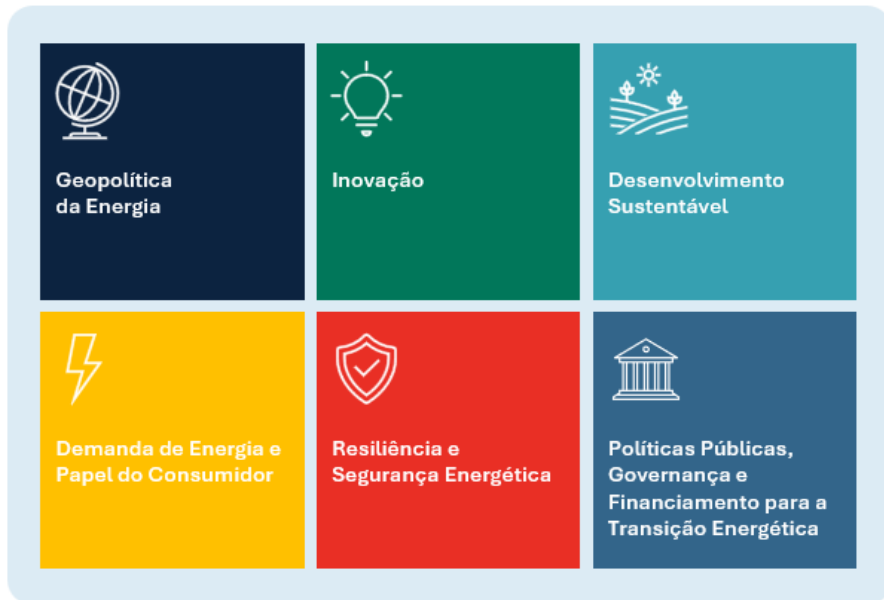 Geopolítica
da Energia
Inovação
Desenvolvimento
Sustentável
Demanda de Energia e
Papel do Consumidor
Resiliência e
Segurança Energética
Políticas Públicas,
Governança e
Financiamento para a
Transição Energética